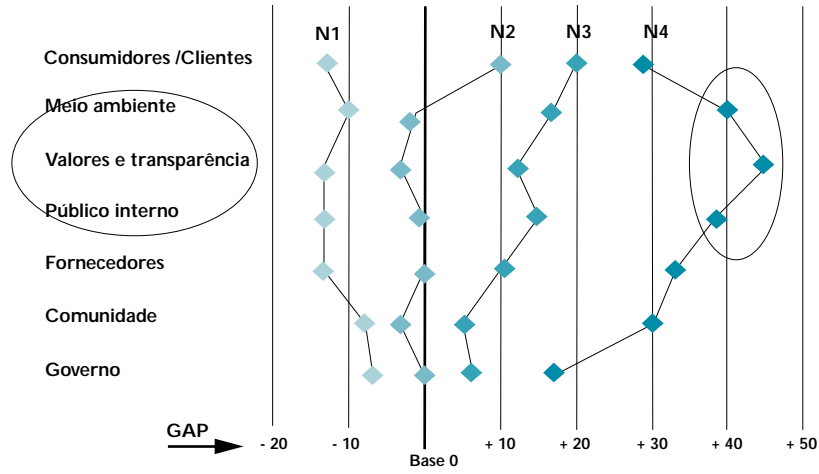 N1 N2 N3 N4
Consumidores /Clientes
Meio ambiente
Valores e transparência
Público interno
Fornecedores
Comunidade
Governo
GAP
- 20 - 10 + 10 + 20 + 30 + 40 + 50
Base 0